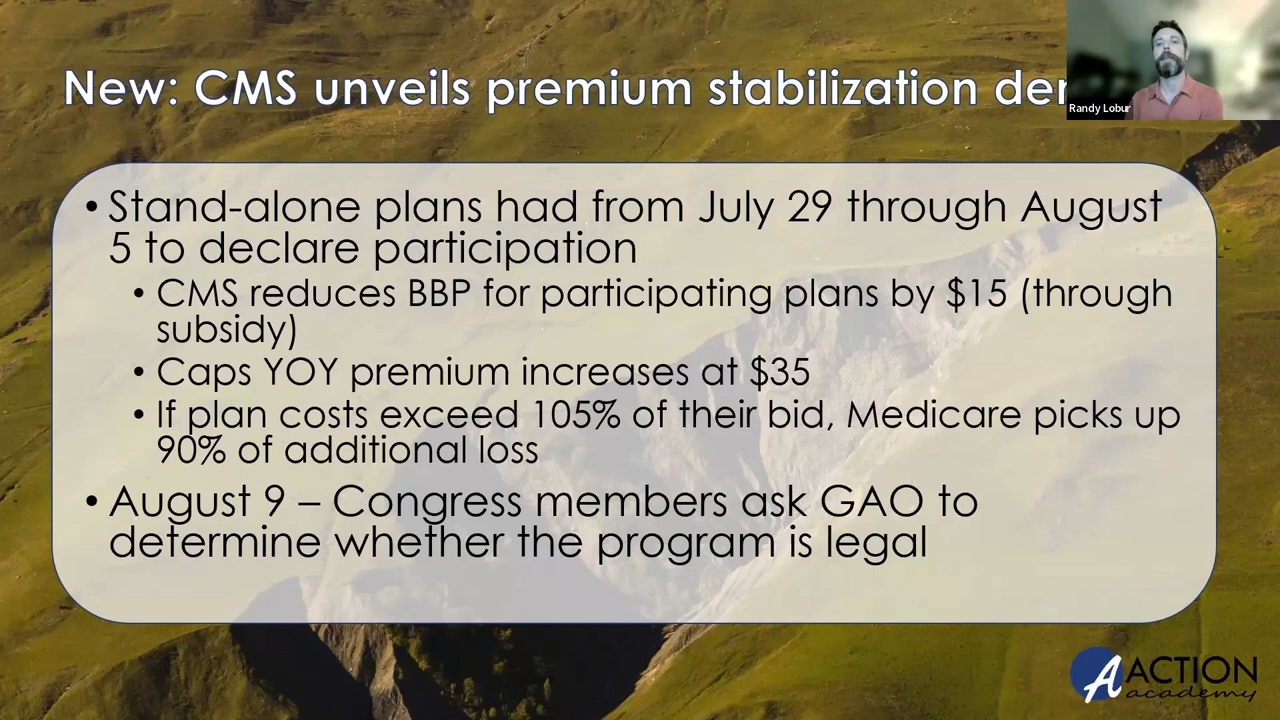 New: CMS unveils premium stabilization
Randy Lobur
• Stand-alone plans had from July 29 through August
5 to declare participation
• CMS reduces BBP for participating plans by $15 (through
subsidy)
• Caps YOY premium increases at $35
• If plan costs exceed 105% of their bid, Medicare picks up
90% of additional loss
• August 9 – Congress members ask GAO to
determine whether the program is legal
A ACTION
academy